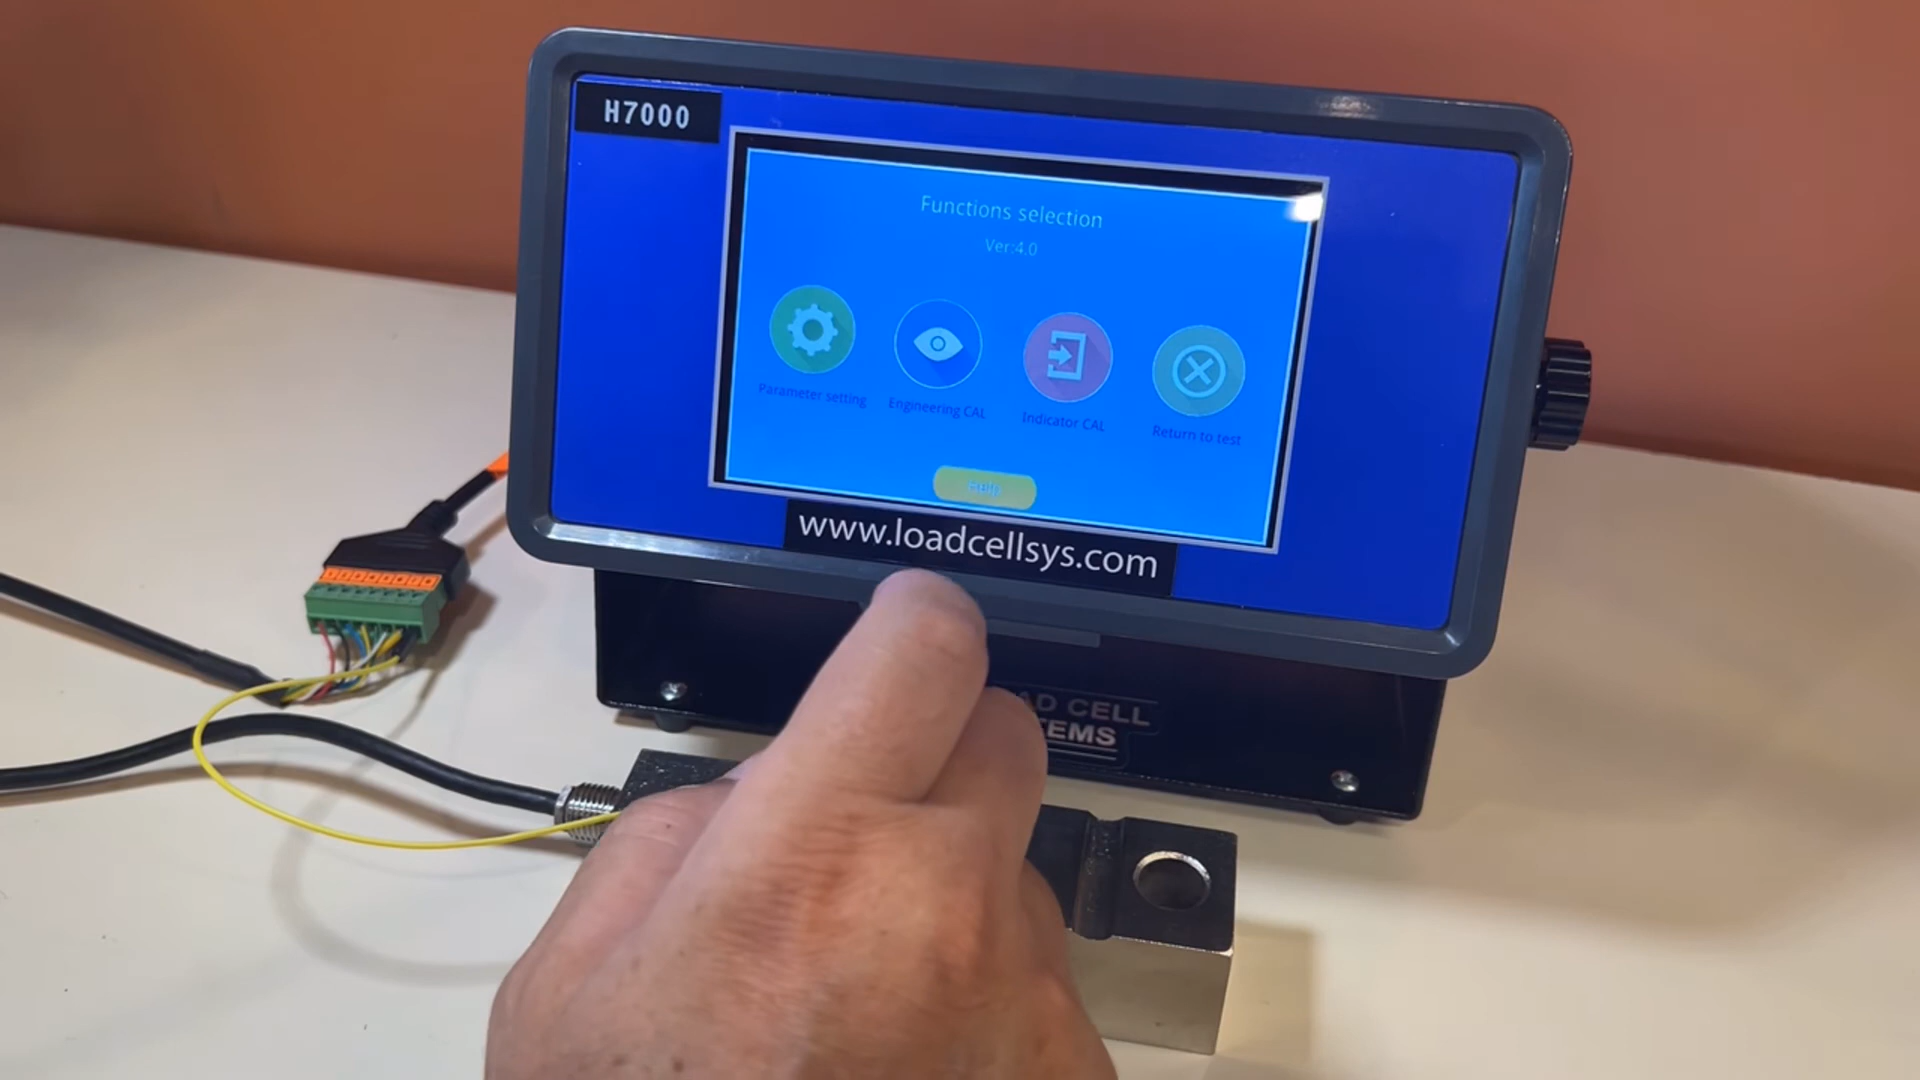 H7000
Functions selection
Ver:4.0
Parameter setting
Engineering CAL
Indicator CAL
Return to test
www.loadcellsys.com
AD CELL
TEMS